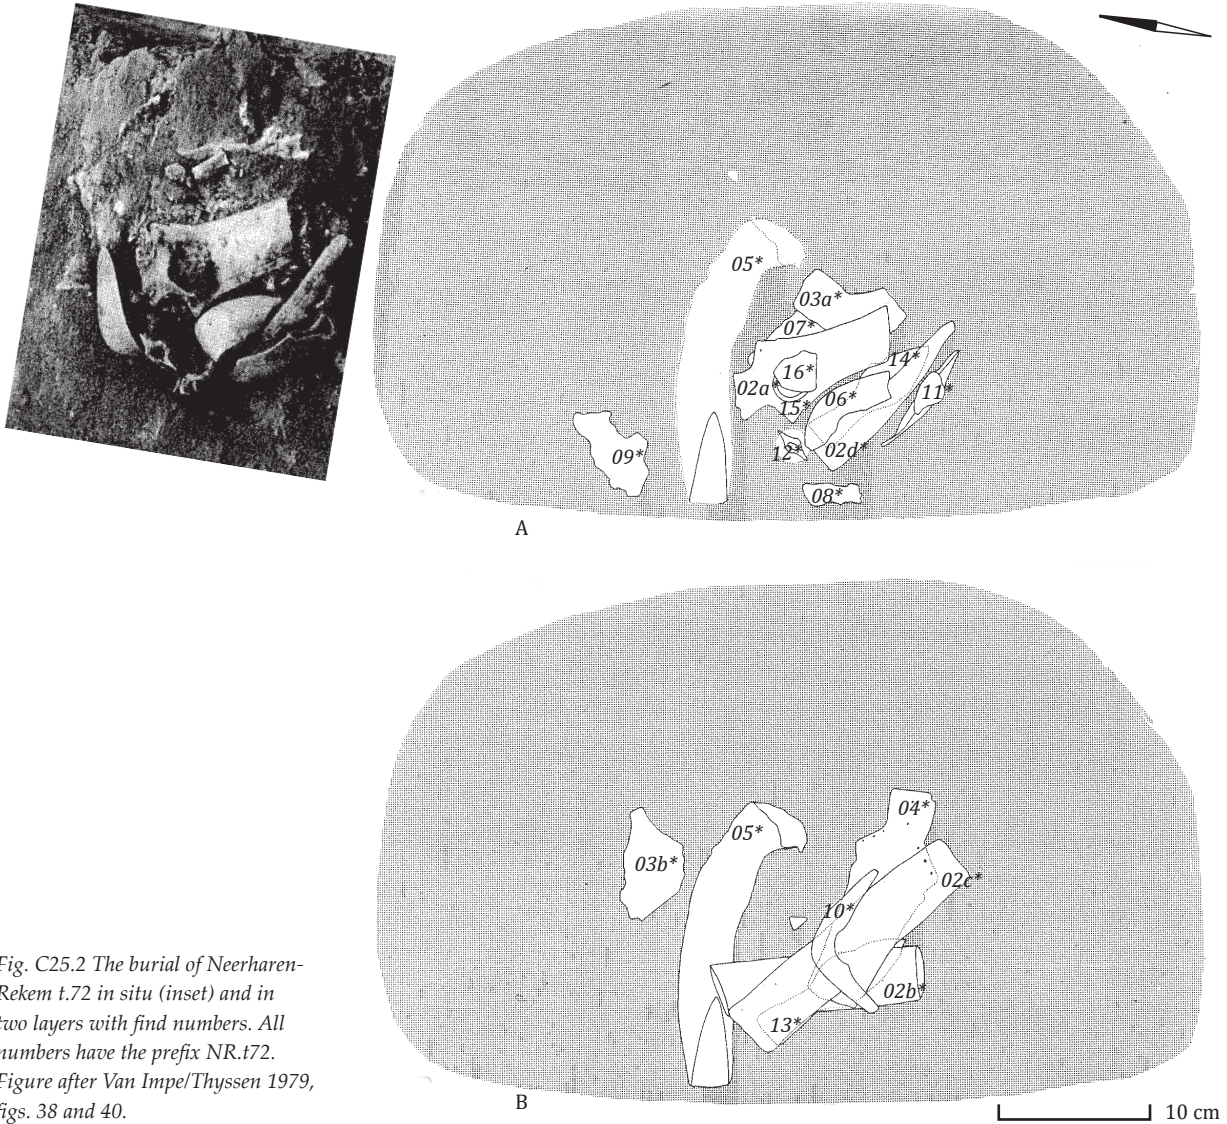 05*
03a*
07*
16*
14*
02a*
06*
11*
15*
12*
02d*
09*
08*
A
04*
05*
03b*
02c*
10*
02b*
13*
B
10 cm
Fig. C25.2 The burial of Neerharen-
Rekem t.72 in situ (inset) and in
two layers with find numbers. All
numbers have the prefix NR.t72.
Figure after Van Impe/Thyssen 1979,
figs. 38 and 40.